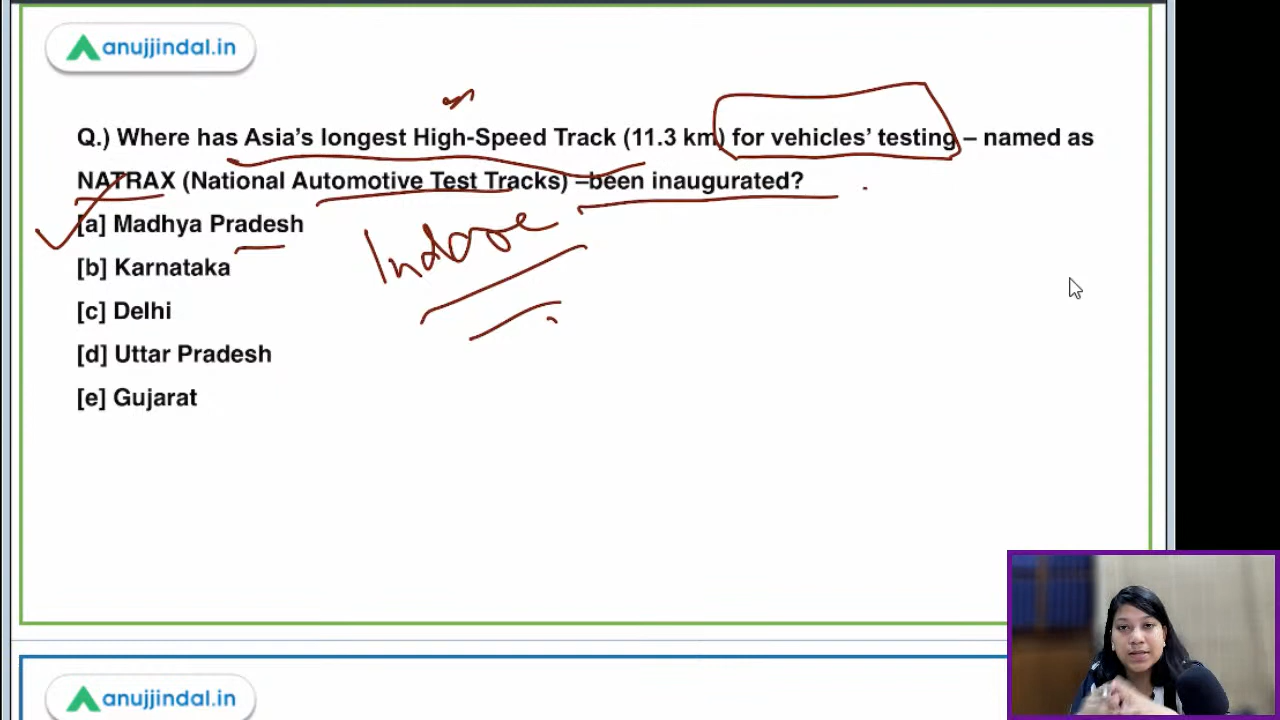 anujjindal.in
Q.) Where has Asia's longest High-Speed Track (11.3 km) for vehicles' testing – named as
NATRAX (National Automotive Test Tracks) –been inaugurated?
[a] Madhya Pradesh
Indore
[b] Karnataka
[c] Delhi
[d] Uttar Pradesh
[e] Gujarat
anujjindal.in